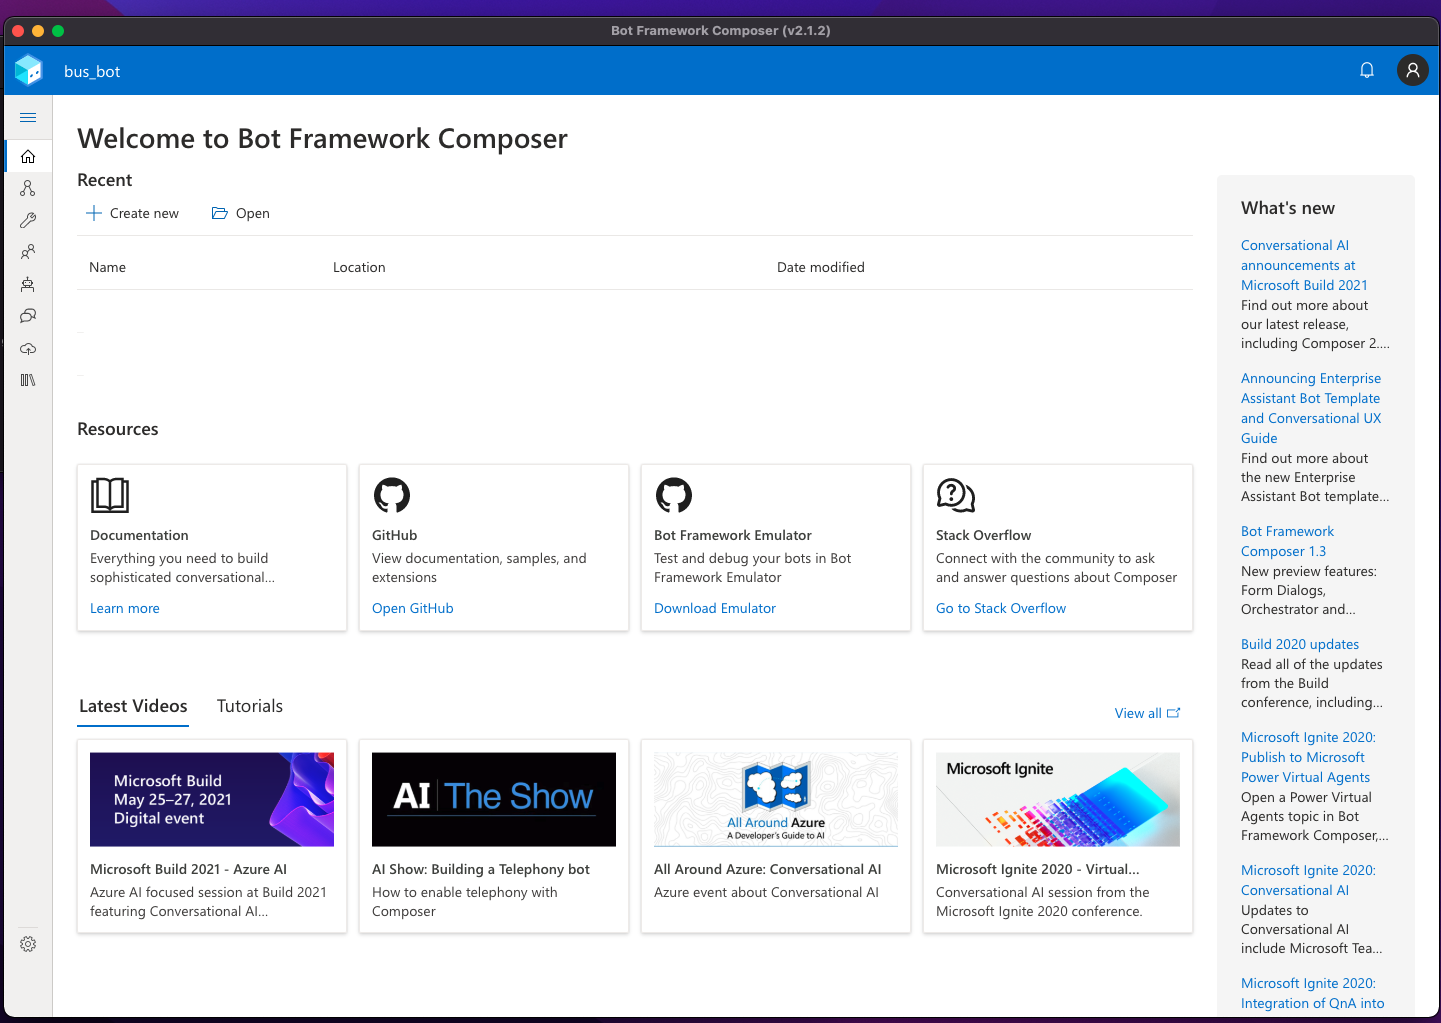 Bot Framework Composer (v2.1.2)
bus_bot
Welcome to Bot Framework Composer
Recent
Create new
Open
Name
Location
Date modified
Resources
Documentation
Everything you need to build
sophisticated conversational...
Learn more
GitHub
View documentation, samples, and
extensions
Open GitHub
Bot Framework Emulator
Test and debug your bots in Bot
Framework Emulator
Download Emulator
Stack Overflow
Connect with the community to ask
and answer questions about Composer
Go to Stack Overflow
Latest Videos
Tutorials
View all
Microsoft Build
May 25–27, 2021
Digital event
Microsoft Build 2021 - Azure AI
Azure AI focused session at Build 2021
featuring Conversational AI...
AI | The Show
AI Show: Building a Telephony bot
How to enable telephony with
Composer
All Around Azure
A Developer's Guide to AI
All Around Azure: Conversational AI
Azure event about Conversational AI
Microsoft Ignite
Microsoft Ignite 2020 - Virtual...
Conversational AI session from the
Microsoft Ignite 2020 conference.
What's new
Conversational AI
announcements at
Microsoft Build 2021
Find out more about
our latest release,
including Composer 2....
Announcing Enterprise
Assistant Bot Template
and Conversational UX
Guide
Find out more about
the new Enterprise
Assistant Bot template...
Bot Framework
Composer 1.3
New preview features:
Form Dialogs,
Orchestrator and...
Build 2020 updates
Read all of the updates
from the Build
conference, including...
Microsoft Ignite 2020:
Publish to Microsoft
Power Virtual Agents
Open a Power Virtual
Agents topic in Bot
Framework Composer,...
Microsoft Ignite 2020:
Conversational AI
Updates to
Conversational AI
include Microsoft Tea...
Microsoft Ignite 2020:
Integration of QnA into